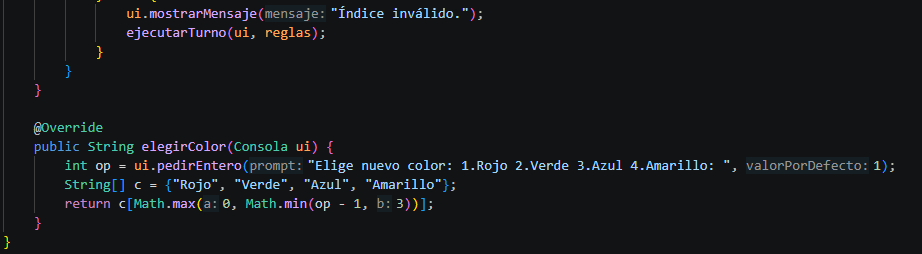 ui.mostrarMensaje(mensaje: "Índice inválido.");
ejecutarTurno(ui, reglas);
}
}
}
@Override
public String elegirColor(Consola ui) {
int op = ui.pedirEntero(prompt: "Elige nuevo color: 1.Rojo 2.Verde 3.Azul 4.Amarillo: ", valorPorDefecto: 1);
String[] c = {"Rojo", "Verde", "Azul", "Amarillo"};
return c[Math.max(a: 0, Math.min(op - 1, b: 3))];
}
}